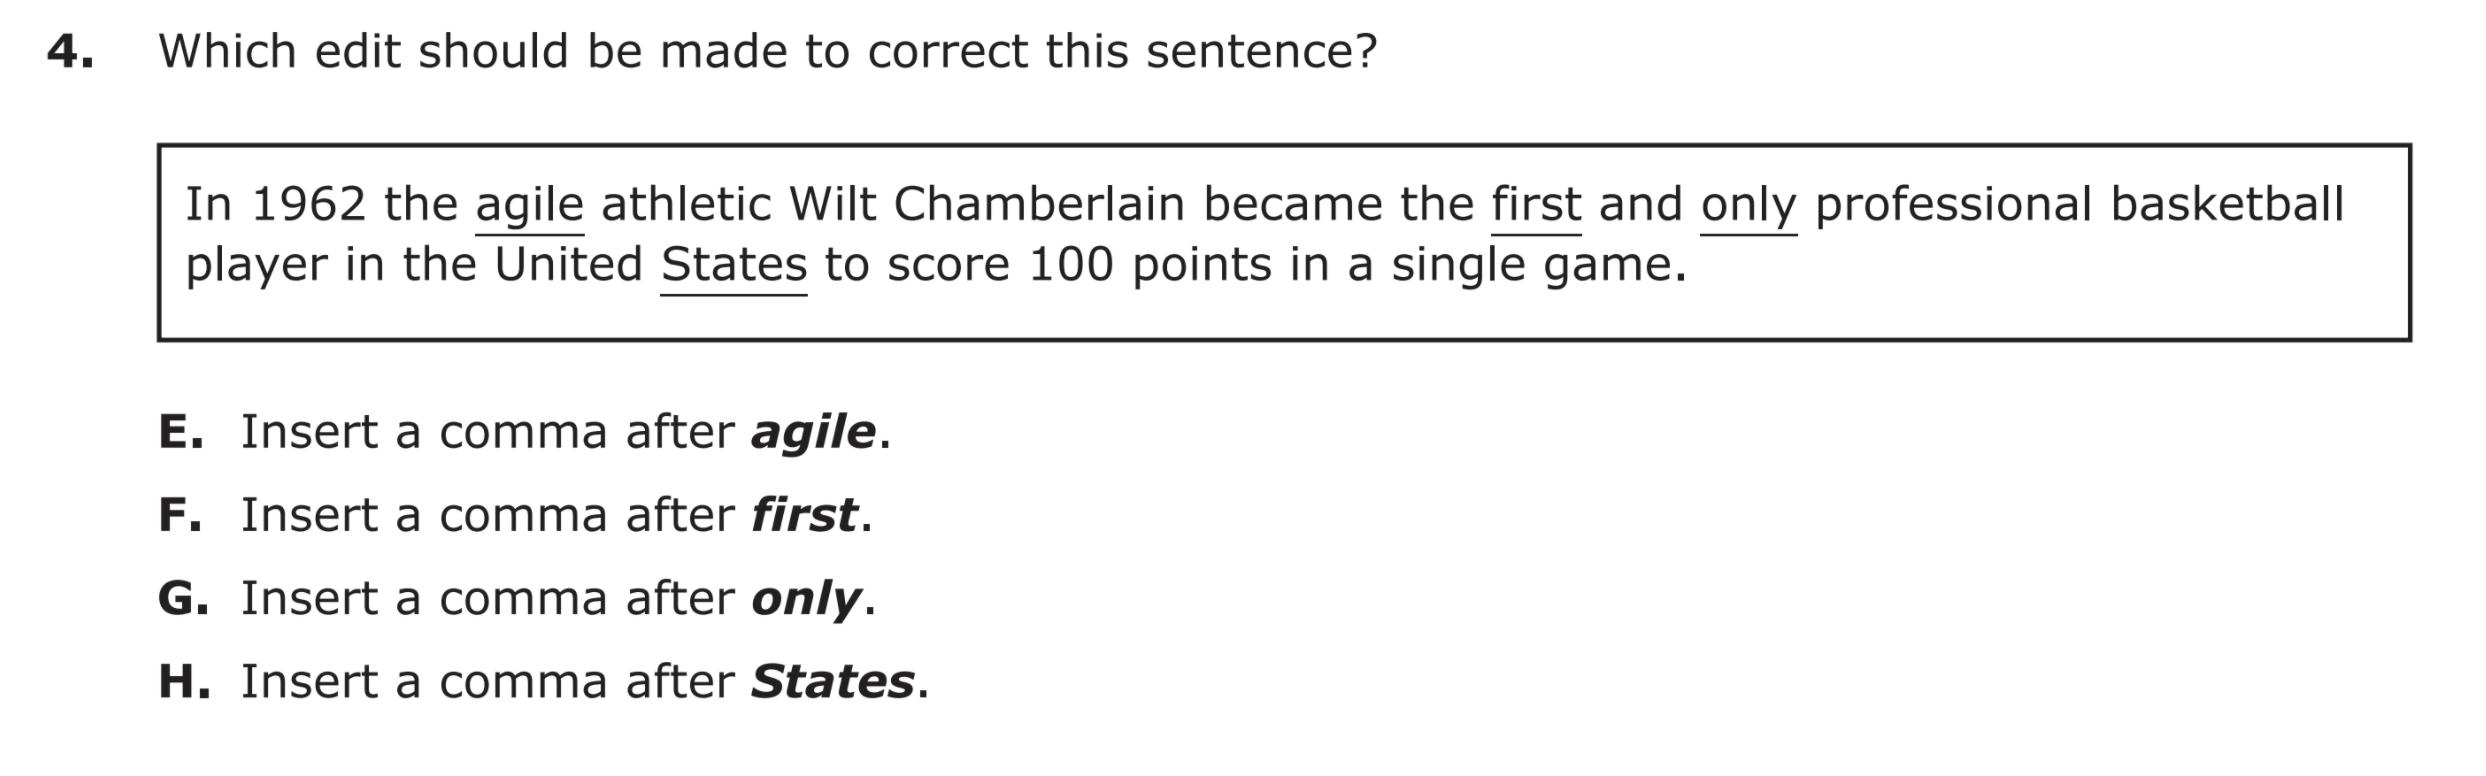 4. Which edit should be made to correct this sentence?
In 1962 the agile athletic Wilt Chamberlain became the first and only professional basketball
player in the United States to score 100 points in a single game.
E. Insert a comma after agile.
F. Insert a comma after first.
G. Insert a comma after only.
H. Insert a comma after States.